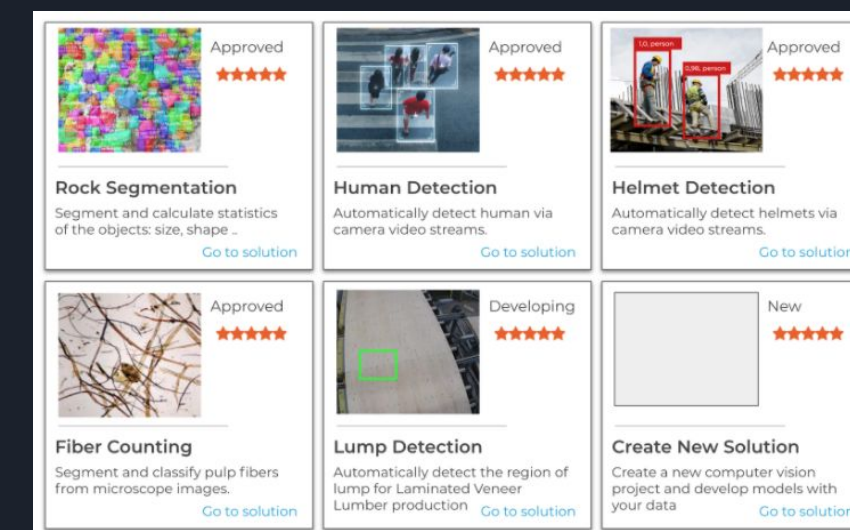 Approved
Rock Segmentation
Segment and calculate statistics
of the objects: size, shape ..
Go to solution
Approved
Human Detection
Automatically detect human via
camera video streams.
Go to solution
1,0, person
0,96, person
Approved
Helmet Detection
Automatically detect helmets via
camera video streams.
Go to solution
Approved
Fiber Counting
Segment and classify pulp fibers
from microscope images.
Go to solution
Developing
Lump Detection
Automatically detect the region of
lump for Laminated Veneer
Lumber production
Go to solution
New
Create New Solution
Create a new computer vision
project and develop models with
your data
Go to solution